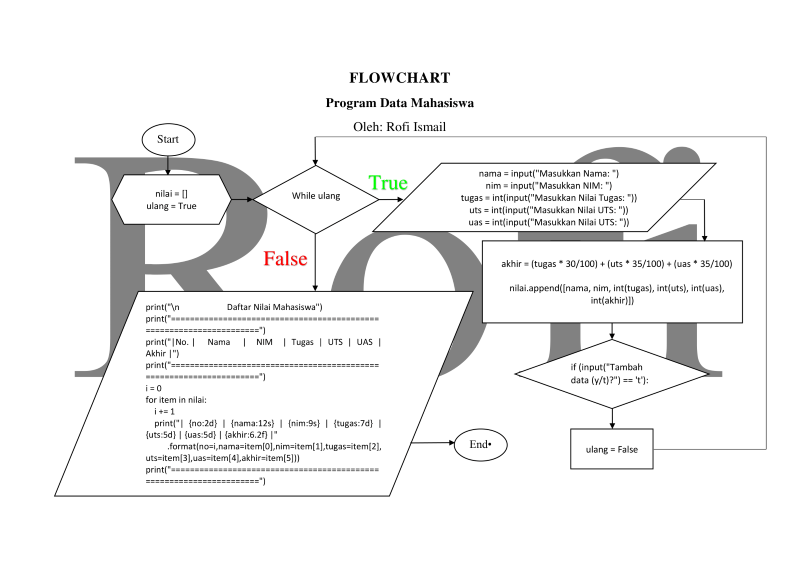 FLOWCHART
Program Data Mahasiswa
Oleh: Rofi Ismail
Rofi
Start
nilai = []
ulang = True
While ulang
True
False
nama = input("Masukkan Nama: ")
nim = input("Masukkan NIM: ")
tugas = int(input("Masukkan Nilai Tugas: "))
uts = int(input("Masukkan Nilai UTS: "))
uas = int(input("Masukkan Nilai UTS: "))
akhir = (tugas * 30/100) + (uts * 35/100) + (uas * 35/100)
nilai.append([nama, nim, int(tugas), int(uts), int(uas),
int(akhir)])
if (input("Tambah
data (y/t)?") == 't'):
ulang = False
print("\n Daftar Nilai Mahasiswa")
print("=============================================
========================")
print("|No. | Nama | NIM | Tugas | UTS | UAS |
Akhir |")
print("=============================================
========================")
i = 0
for item in nilai:
i += 1
print("| {no:2d} | {nama:12s} | {nim:9s} | {tugas:7d} |
{uts:5d} | {uas:5d} | {akhir:6.2f} |"
.format(no=i,nama=item[0],nim=item[1],tugas=item[2],
uts=item[3],uas=item[4],akhir=item[5]))
print("=============================================
========================")
End•